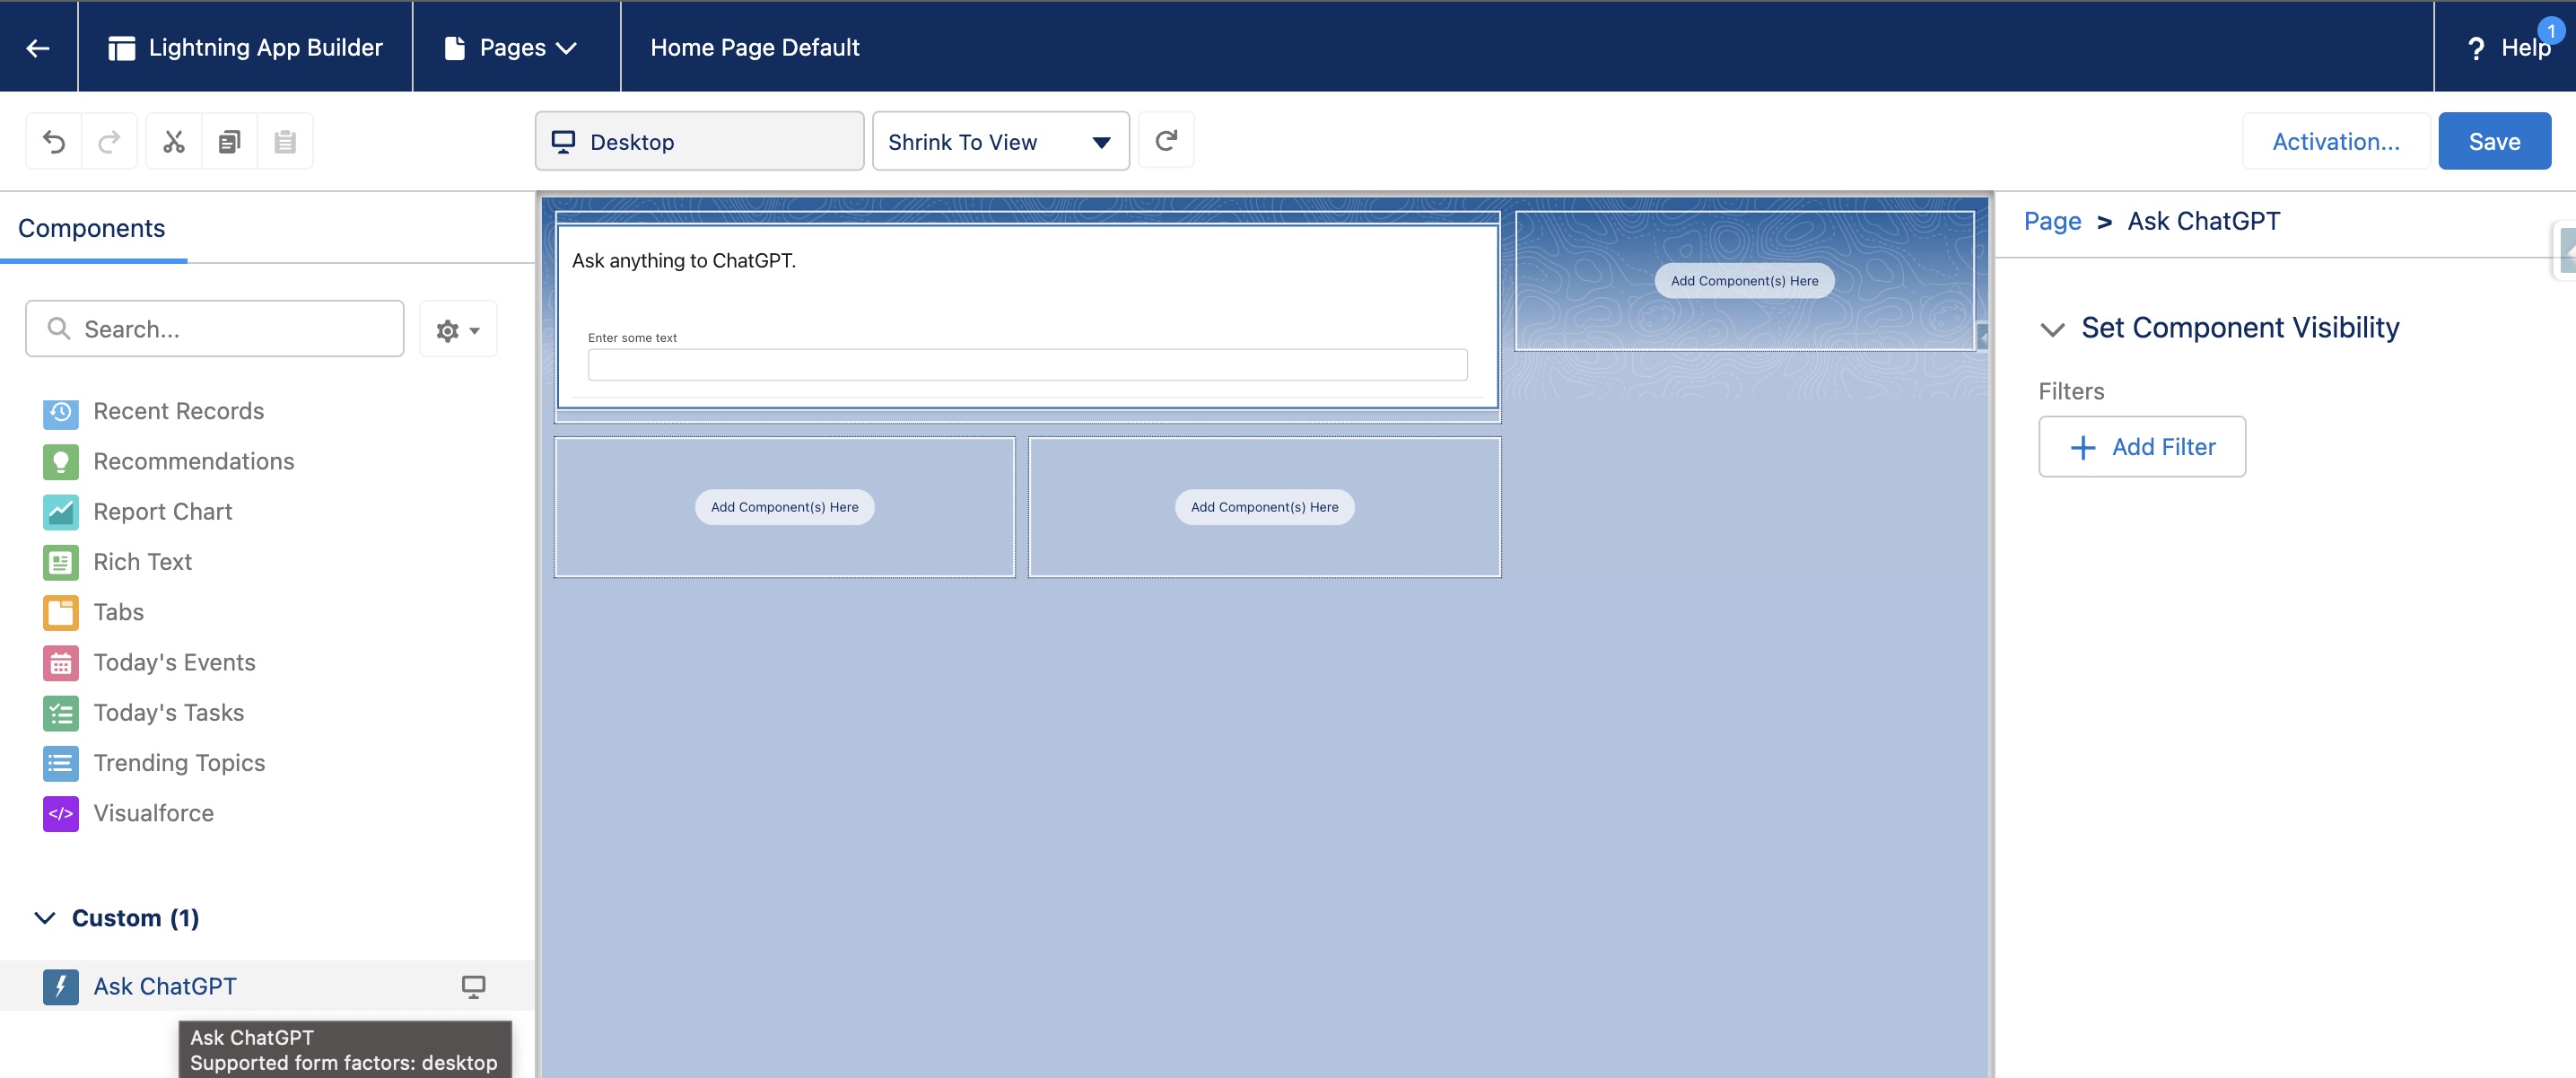 Lightning App Builder
Pages
Home Page Default
? Help
1
Desktop
Shrink To View
Activation...
Save
Components
Search...
Recent Records
Recommendations
Report Chart
Rich Text
Tabs
Today's Events
Today's Tasks
Trending Topics
</> Visualforce
Custom (1)
Ask ChatGPT
Ask ChatGPT
Supported form factors: desktop
Ask anything to ChatGPT.
Enter some text
Add Component(s) Here
Add Component(s) Here
Add Component(s) Here
Page > Ask ChatGPT
Set Component Visibility
Filters
+ Add Filter